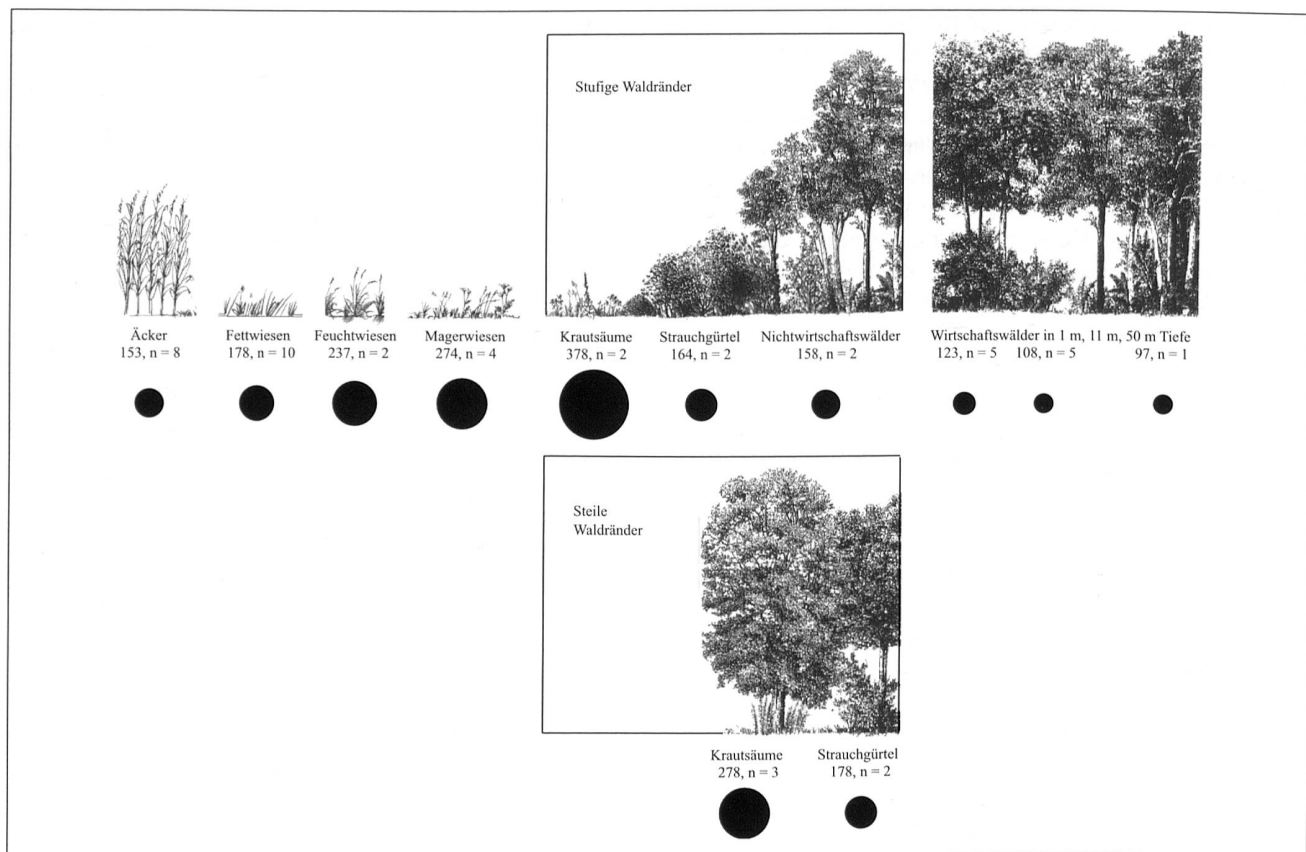 Stufige Waldränder
Äcker
153, n = 8
Fettwiesen
178, n = 10
Feuchtwiesen
237, n = 2
Magerwiesen
274, n = 4
Krautsäume
378, n = 2
Strauchgürtel
164, n = 2
Nichtwirtschaftswälder
158, n = 2
Wirtschaftswälder in 1 m, 11 m, 50 m Tiefe
123, n = 5 108, n = 5 97, n = 1
Steile
Waldränder
Krautsäume
278, n = 3
Strauchgürtel
178, n = 2